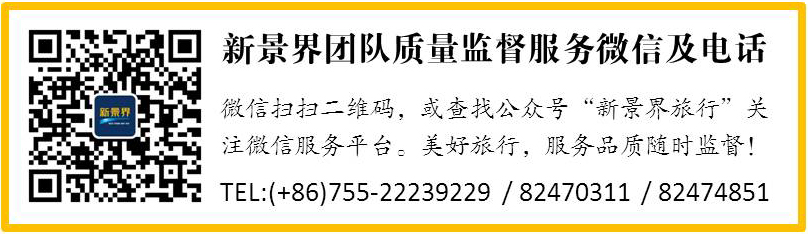 新景界
新景界团队质量监督服务微信及电话
微信扫扫二维码，或查找公众号“新景界旅行”关
注微信服务平台。美好旅行，服务品质随时监督！
TEL:(+86)755-22239229 / 82470311 / 82474851